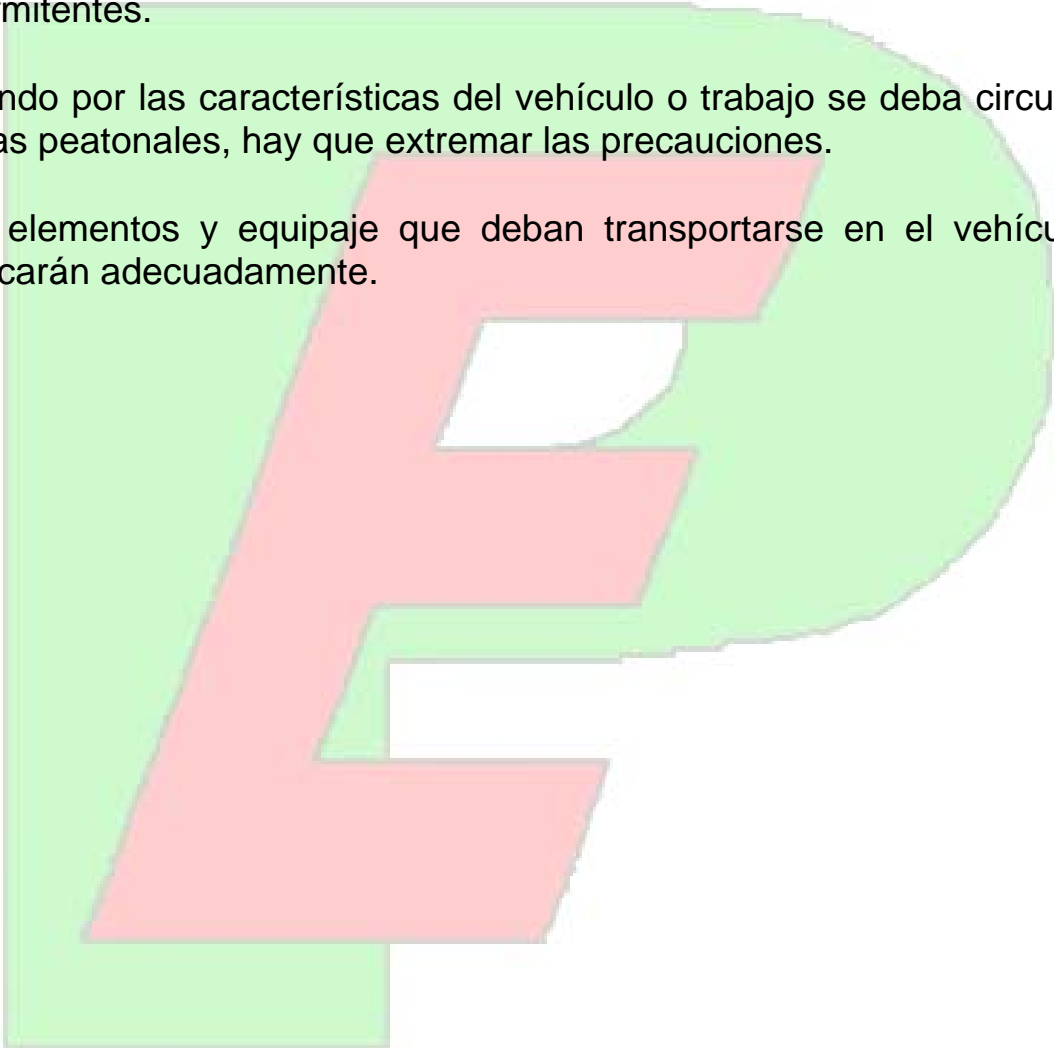 rmitentes.
ndo por las características del vehículo o trabajo se deba circu
as peatonales, hay que extremar las precauciones.
elementos y equipaje que deban transportarse en el vehícu
carán adecuadamente.